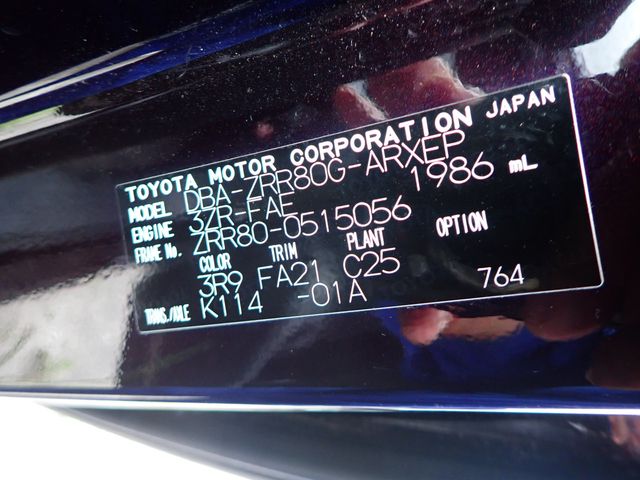 TOYOTA MOTOR CORPORATION JAPAN
MODEL DBA-ZRR80G-ARXEP
ENGINE 3ZR-FAE 1986 mL
FRAME No. ZRR80-0515056
COLOR TRIM PLANT OPTION
3R9 FA21 C25
TRANS./AXLE K114 -01A 764